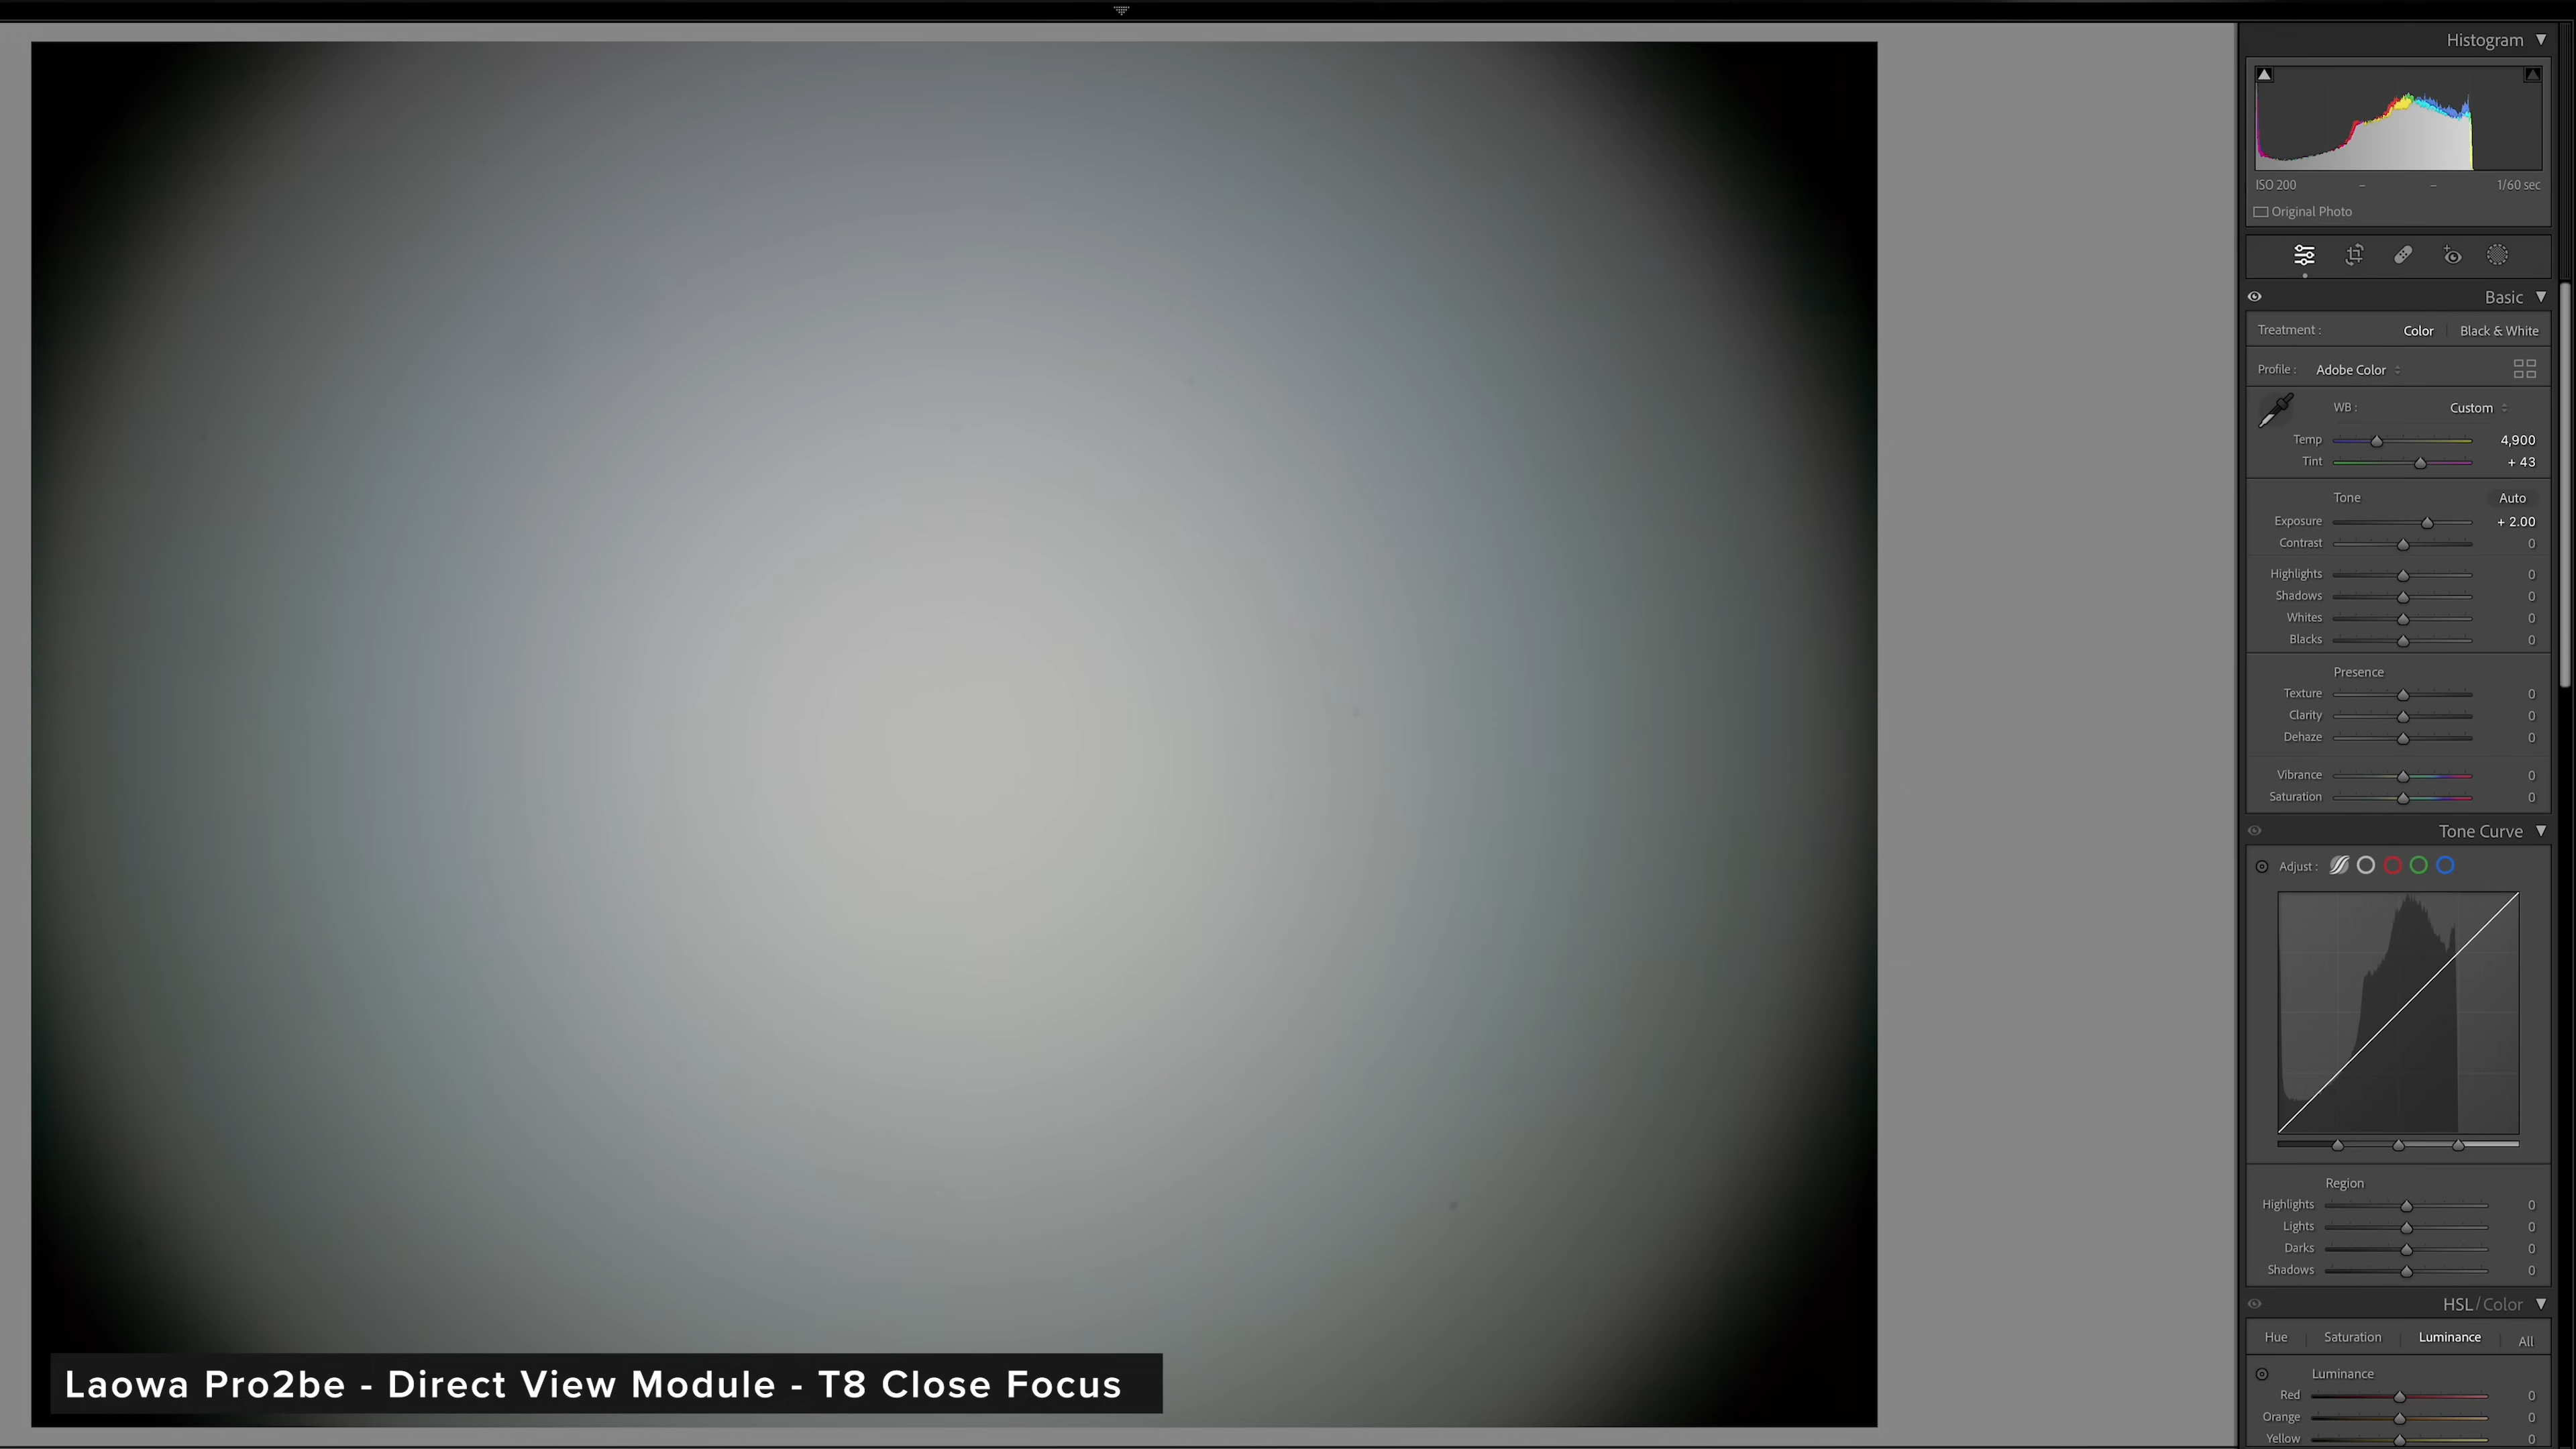 Histogram
ISO 200 – – 1/60 sec
Original Photo
Basic
Treatment : Color Black & White
Profile : Adobe Color
WB : Custom
Temp 4,900
Tint + 43
Tone Auto
Exposure + 2.00
Contrast 0
Highlights 0
Shadows 0
Whites 0
Blacks 0
Presence
Texture 0
Clarity 0
Dehaze 0
Vibrance 0
Saturation 0
Tone Curve
Adjust :
Region
Highlights 0
Lights 0
Darks 0
Shadows 0
HSL / Color
Hue Saturation Luminance All
Luminance
Red 0
Orange 0
Yellow 0
Laowa Pro2be - Direct View Module - T8 Close Focus